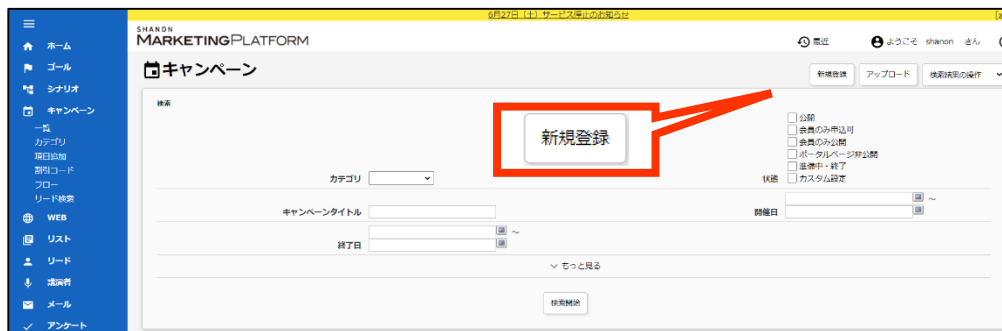 6月27日（土）サービス停止のお知らせ
SHANON
MARKETINGPLATFORM
最近
ようこそ shanon さん
ホーム
ゴール
シナリオ
キャンペーン
一覧
カテゴリ
項目追加
割引コード
フロー
リード検索
WEB
リスト
リード
講演者
メール
アンケート
キャンペーン
新規登録
アップロード
検索結果の操作
検索
新規登録
カテゴリ
状態
公開
会員のみ申込可
会員のみ公開
ポータルページ非公開
準備中・終了
カスタム設定
キャンペーンタイトル
開催日
～
終了日
～
もっと見る
検索開始